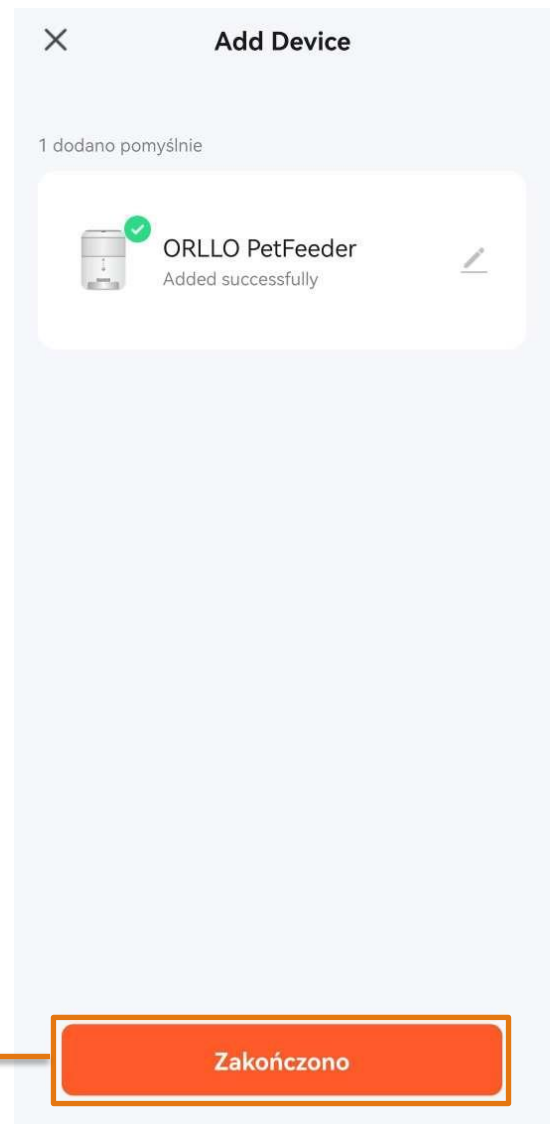 Add Device
1 dodano pomyślnie
ORLLO PetFeeder
Added successfully
Zakończono